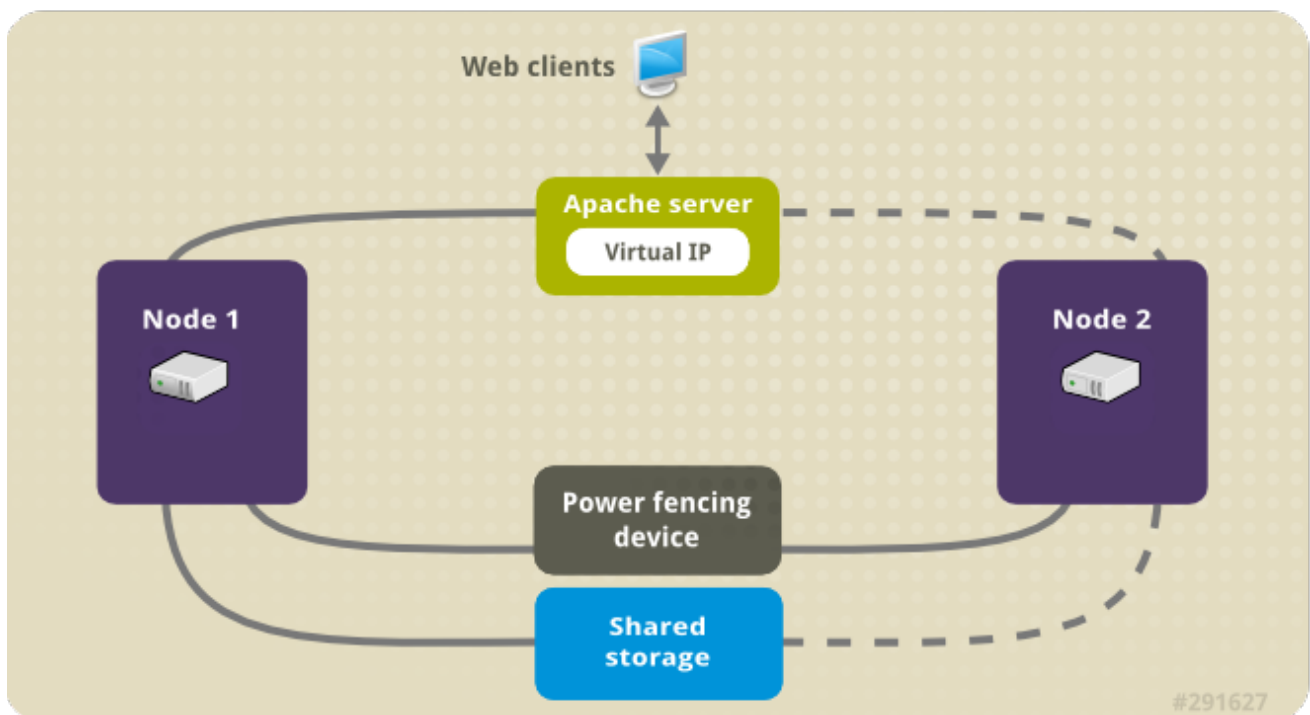 Web clients
Apache server
Virtual IP
Node 1
Node 2
Power fencing
device
Shared
storage
#291627